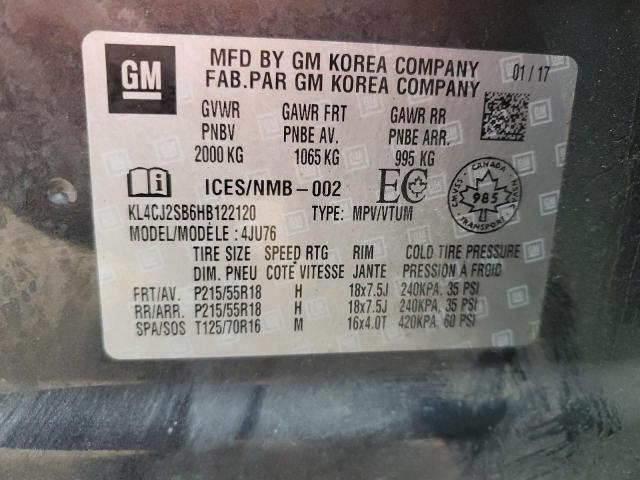 GM
MFD BY GM KOREA COMPANY
FAB.PAR GM KOREA COMPANY
01/17
GVWR GAWR FRT GAWR RR
PNBV PNBE AV. PNBE ARR.
2000 KG 1065 KG 995 KG
ICES/NMB-002
EC
CANADA
CMVSS 985 NSVAC
TRANSPORT
KL4CJ2SB6HB122120 TYPE: MPV/VTUM
MODEL/MODÈLE : 4JU76
TIRE SIZE SPEED RTG RIM COLD TIRE PRESSURE
DIM. PNEU COTE VITESSE JANTE PRESSION À FROID
FRT/AV. P215/55R18 H 18x7.5J 240KPA, 35 PSI
RR/ARR. P215/55R18 H 18x7.5J 240KPA, 35 PSI
SPA/SOS T125/70R16 M 16x4.0T 420KPA, 60 PSI